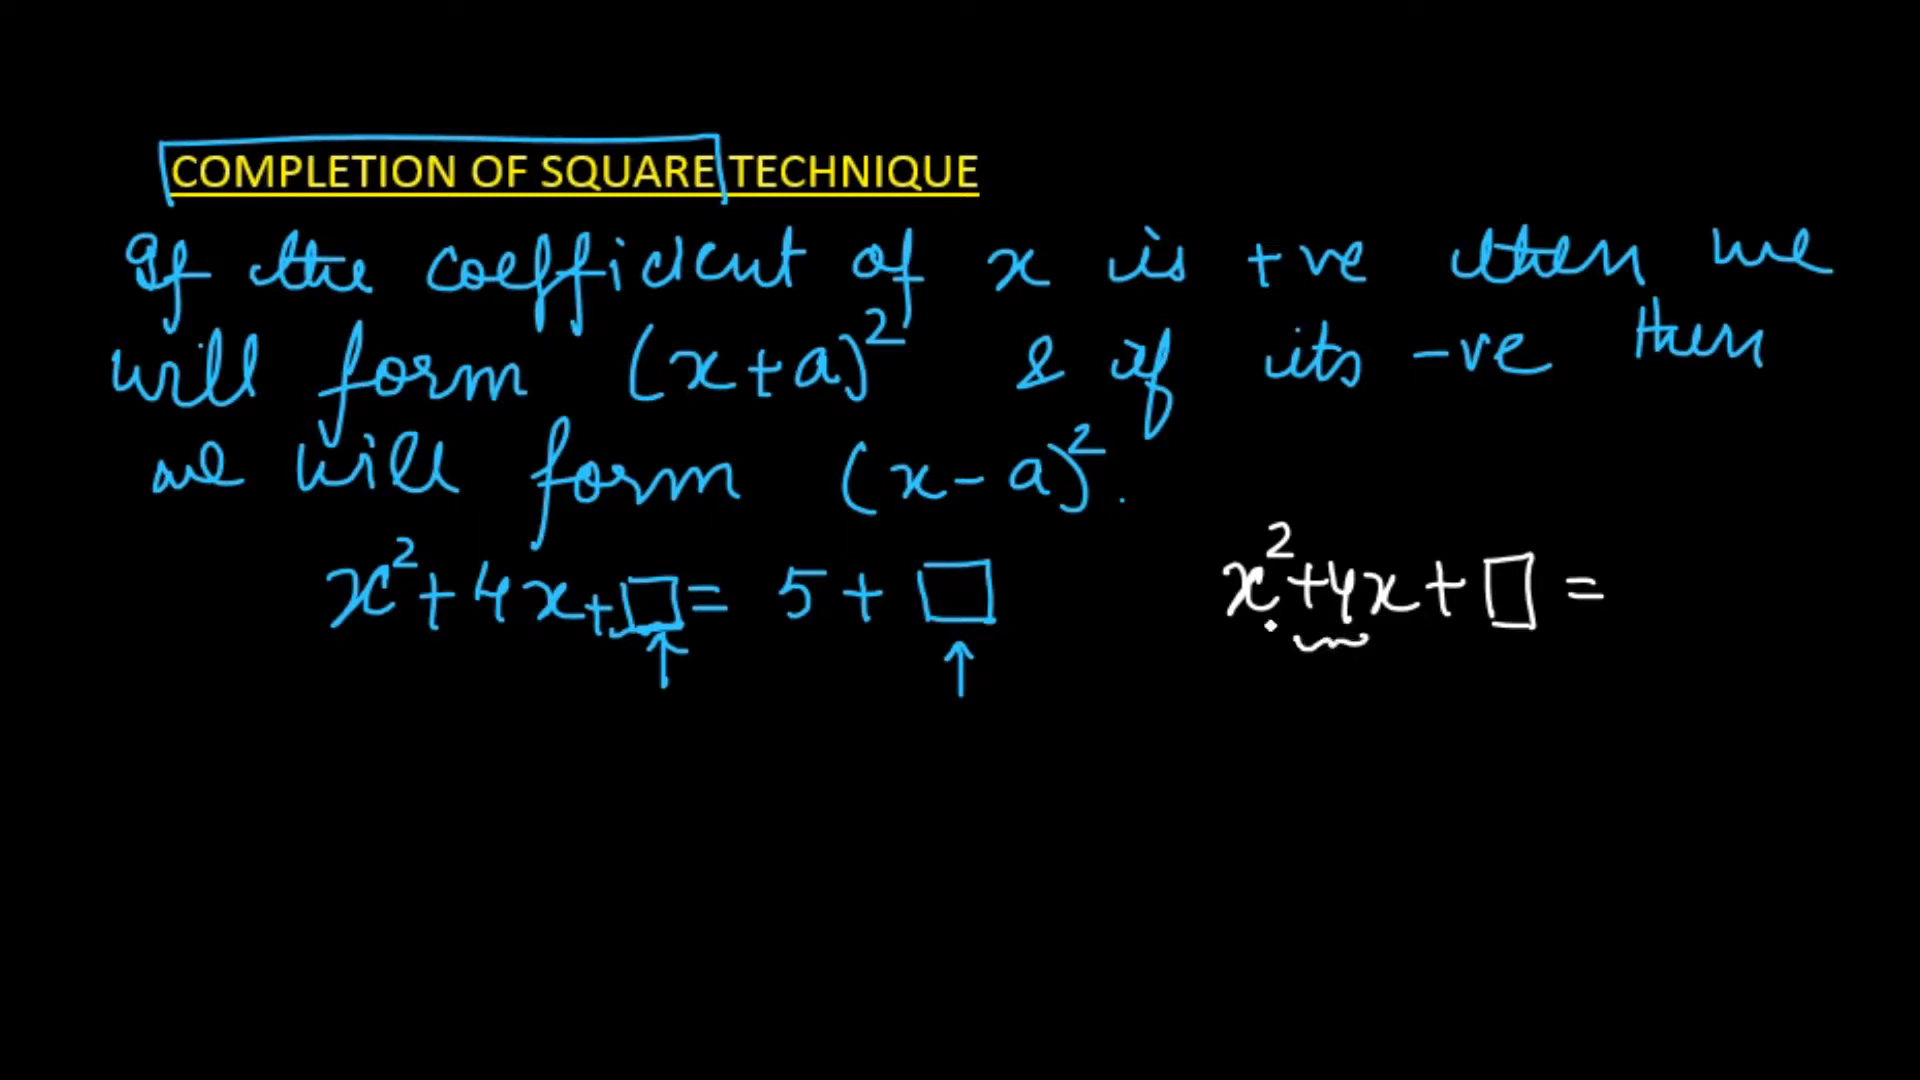 COMPLETION OF SQUARE TECHNIQUE
If the coefficient of x is +ve then we
will form (x+a)² & if its -ve then
we will form (x-a)².
x²+4x+□= 5+□
x²+4x+□=